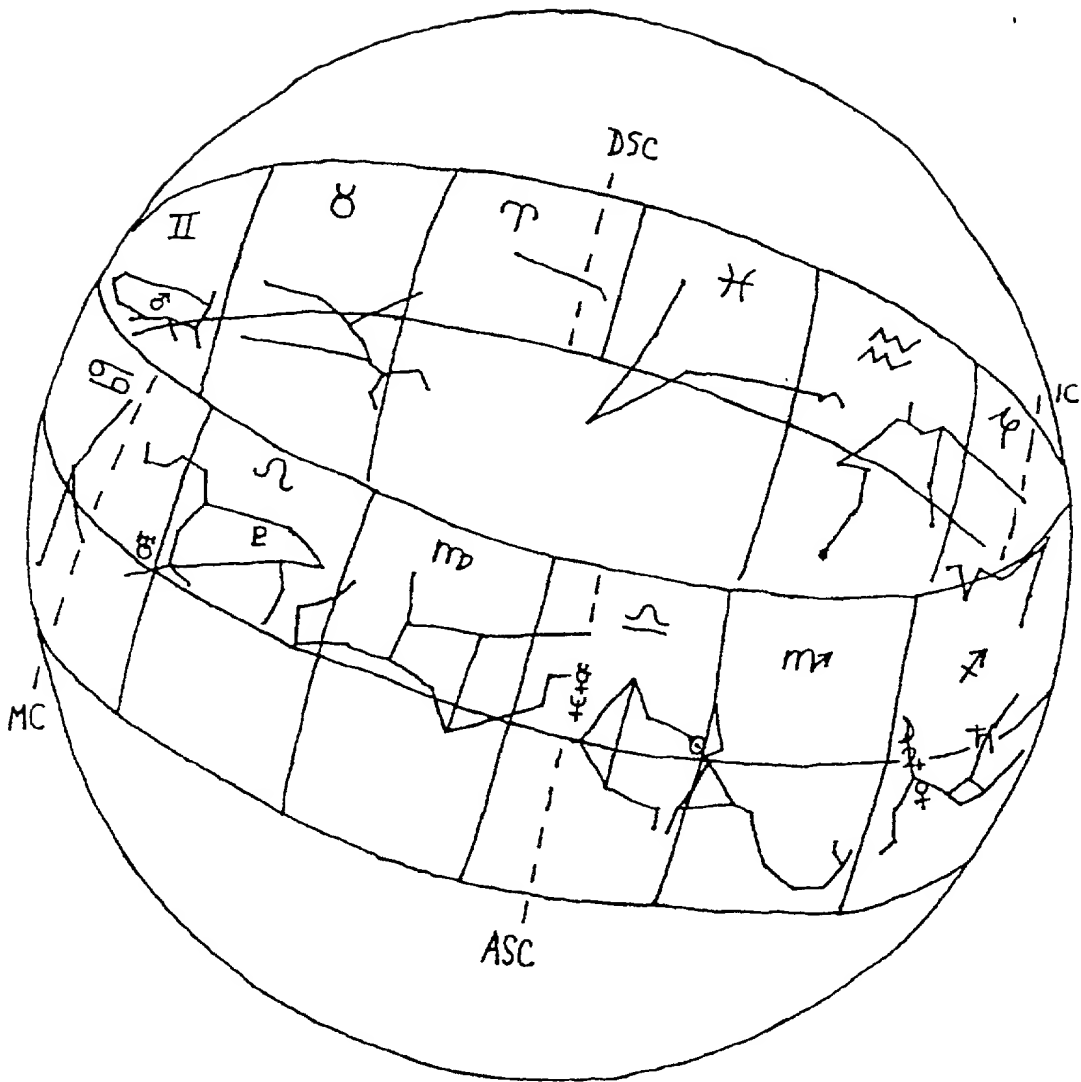 DSC
♊ ♉ ♈ ♓ ♒ ♑ IC
♂
♋ ♌ ♍ ♎ ♏ ♐
♇
☿
☉
☽ ♄
♀
MC
ASC